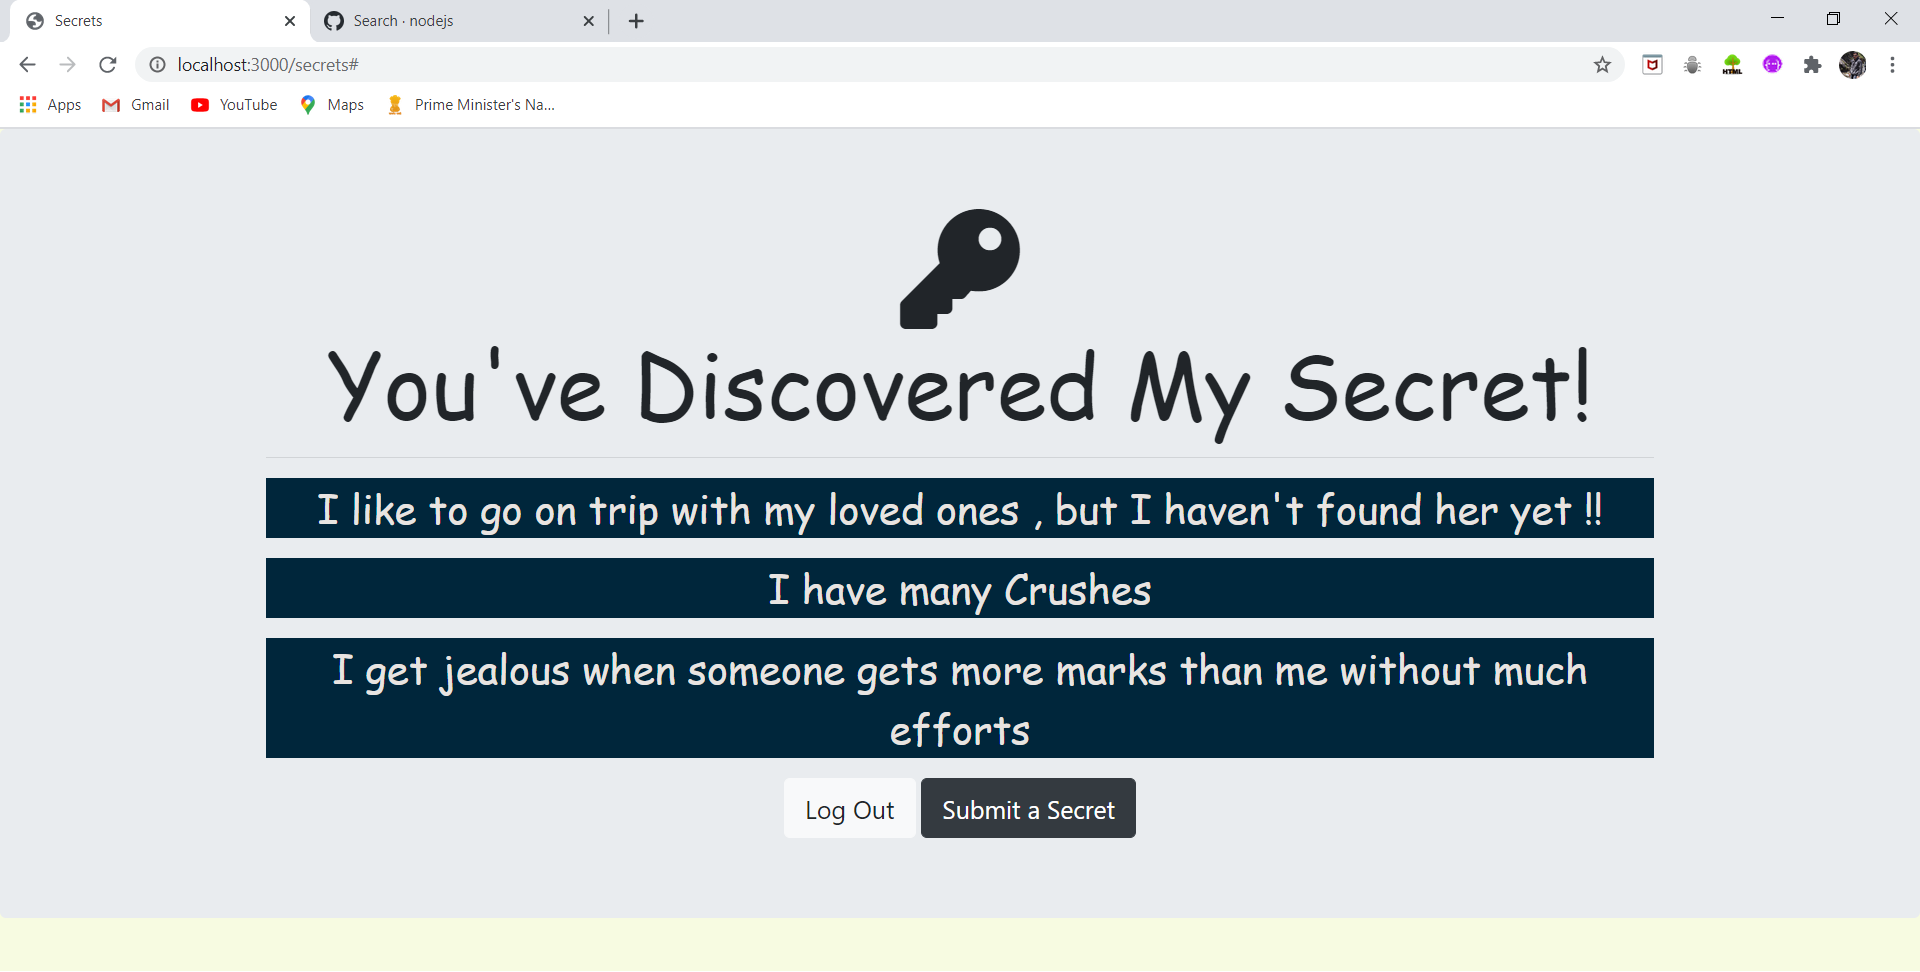 Secrets
Search · nodejs
localhost:3000/secrets#
HTML
Apps
Gmail
YouTube
Maps
Prime Minister's Na...
You've Discovered My Secret!
I like to go on trip with my loved ones , but I haven't found her yet !!
I have many Crushes
I get jealous when someone gets more marks than me without much
efforts
Log Out
Submit a Secret